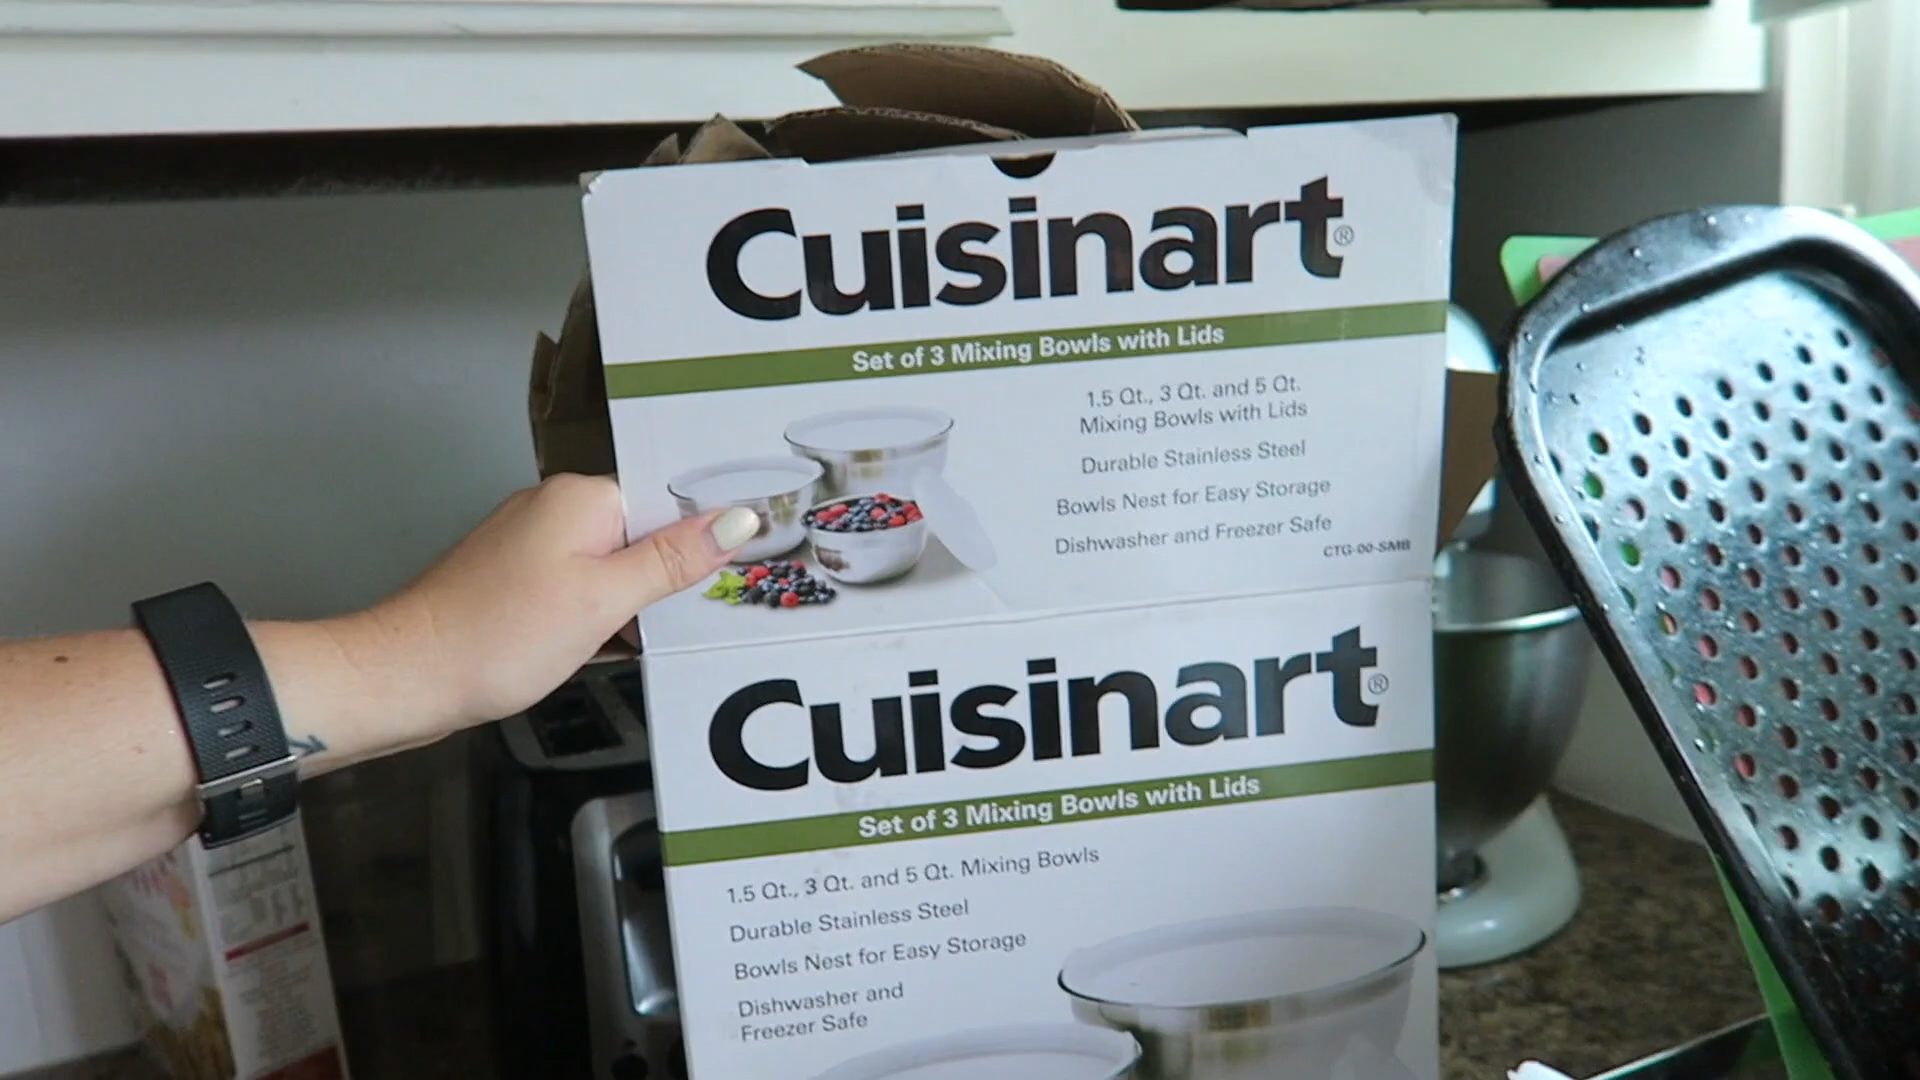 Cuisinart®
Set of 3 Mixing Bowls with Lids
1.5 Qt., 3 Qt. and 5 Qt.
Mixing Bowls with Lids
Durable Stainless Steel
Bowls Nest for Easy Storage
Dishwasher and Freezer Safe
CTG-00-SMB
Cuisinart®
Set of 3 Mixing Bowls with Lids
1.5 Qt., 3 Qt. and 5 Qt. Mixing Bowls
Durable Stainless Steel
Bowls Nest for Easy Storage
Dishwasher and
Freezer Safe